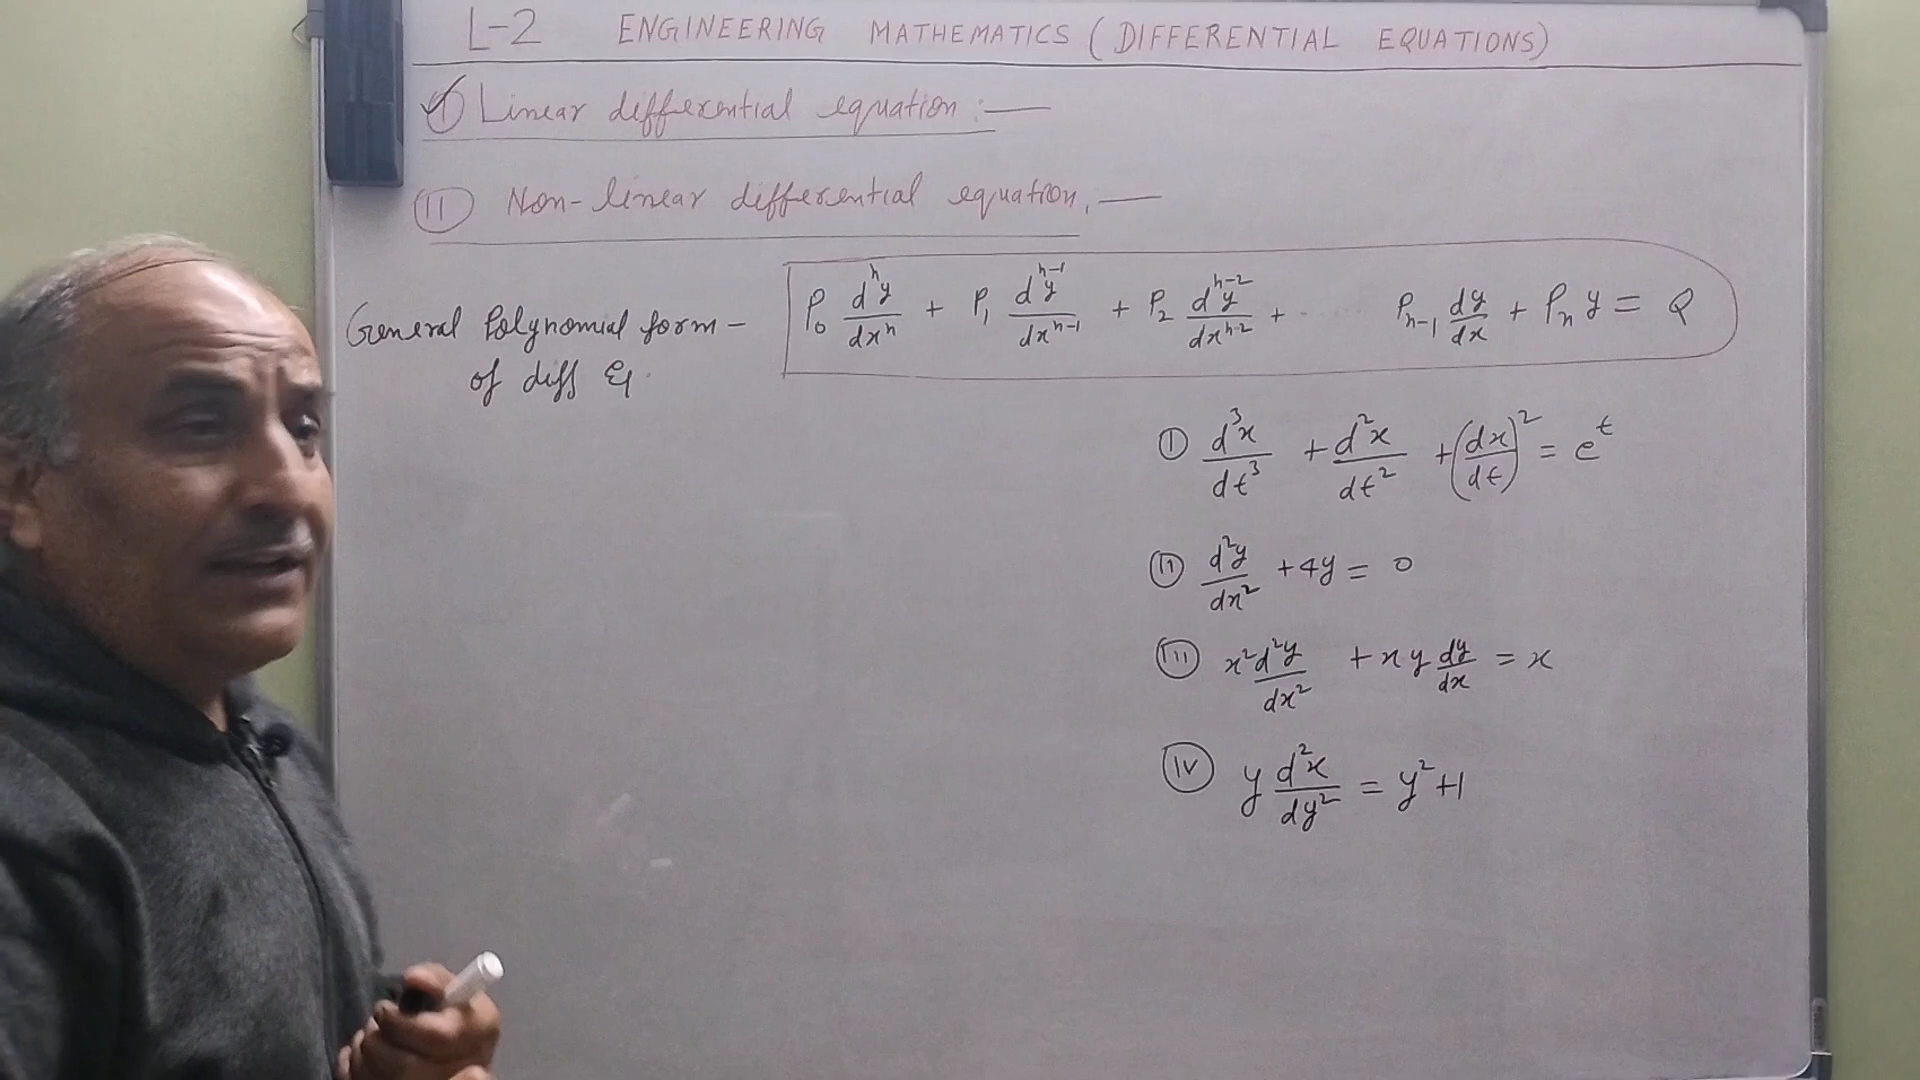 L-2 ENGINEERING MATHEMATICS (DIFFERENTIAL EQUATIONS)
(I) Linear differential equation :—
(II) Non-linear differential equation, —
General Polynomial form - P₀ dⁿy/dxⁿ + P₁ dⁿ⁻¹y/dxⁿ⁻¹ + P₂ dⁿ⁻²y/dxⁿ⁻² + ..... Pₙ₋₁ dy/dx + Pₙ y = Q
of diff Eq.
(I) d³x/dt³ + d²x/dt² + (dx/dt)² = eᵗ
(II) d²y/dx² + 4y = 0
(III) x² d²y/dx² + xy dy/dx = x
(IV) y d²x/dy² = y² + 1